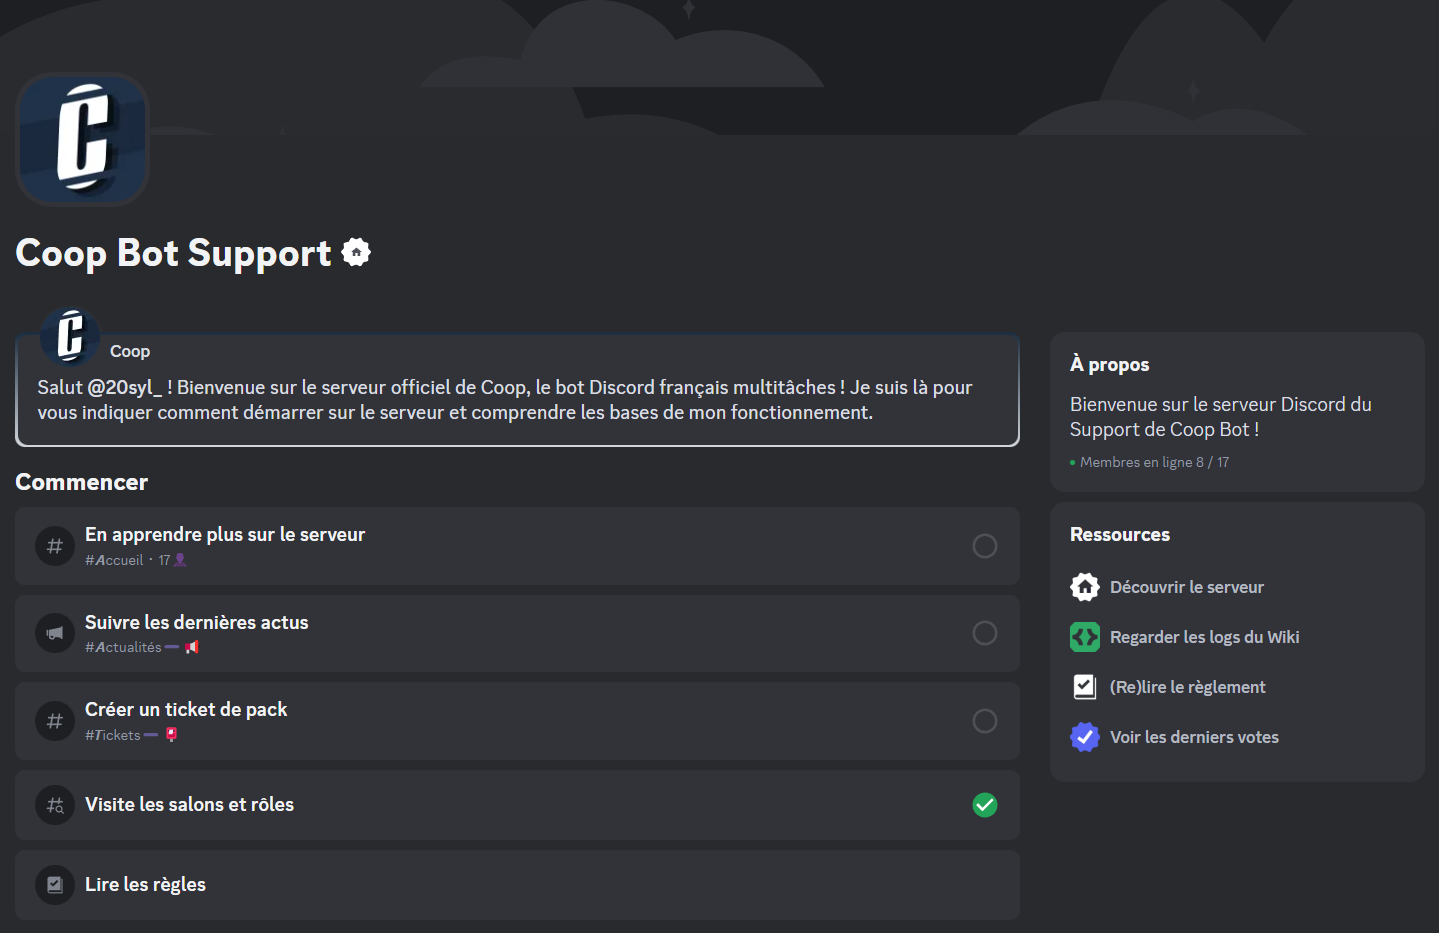 C
Coop Bot Support
C
Coop
Salut @20syl_ ! Bienvenue sur le serveur officiel de Coop, le bot Discord français multitâches ! Je suis là pour
vous indiquer comment démarrer sur le serveur et comprendre les bases de mon fonctionnement.
Commencer
En apprendre plus sur le serveur
#Accueil · 17
Suivre les dernières actus
#Actualités
Créer un ticket de pack
#Tickets
Visite les salons et rôles
Lire les règles
À propos
Bienvenue sur le serveur Discord du
Support de Coop Bot !
Membres en ligne 8 / 17
Ressources
Découvrir le serveur
Regarder les logs du Wiki
(Re)lire le règlement
Voir les derniers votes